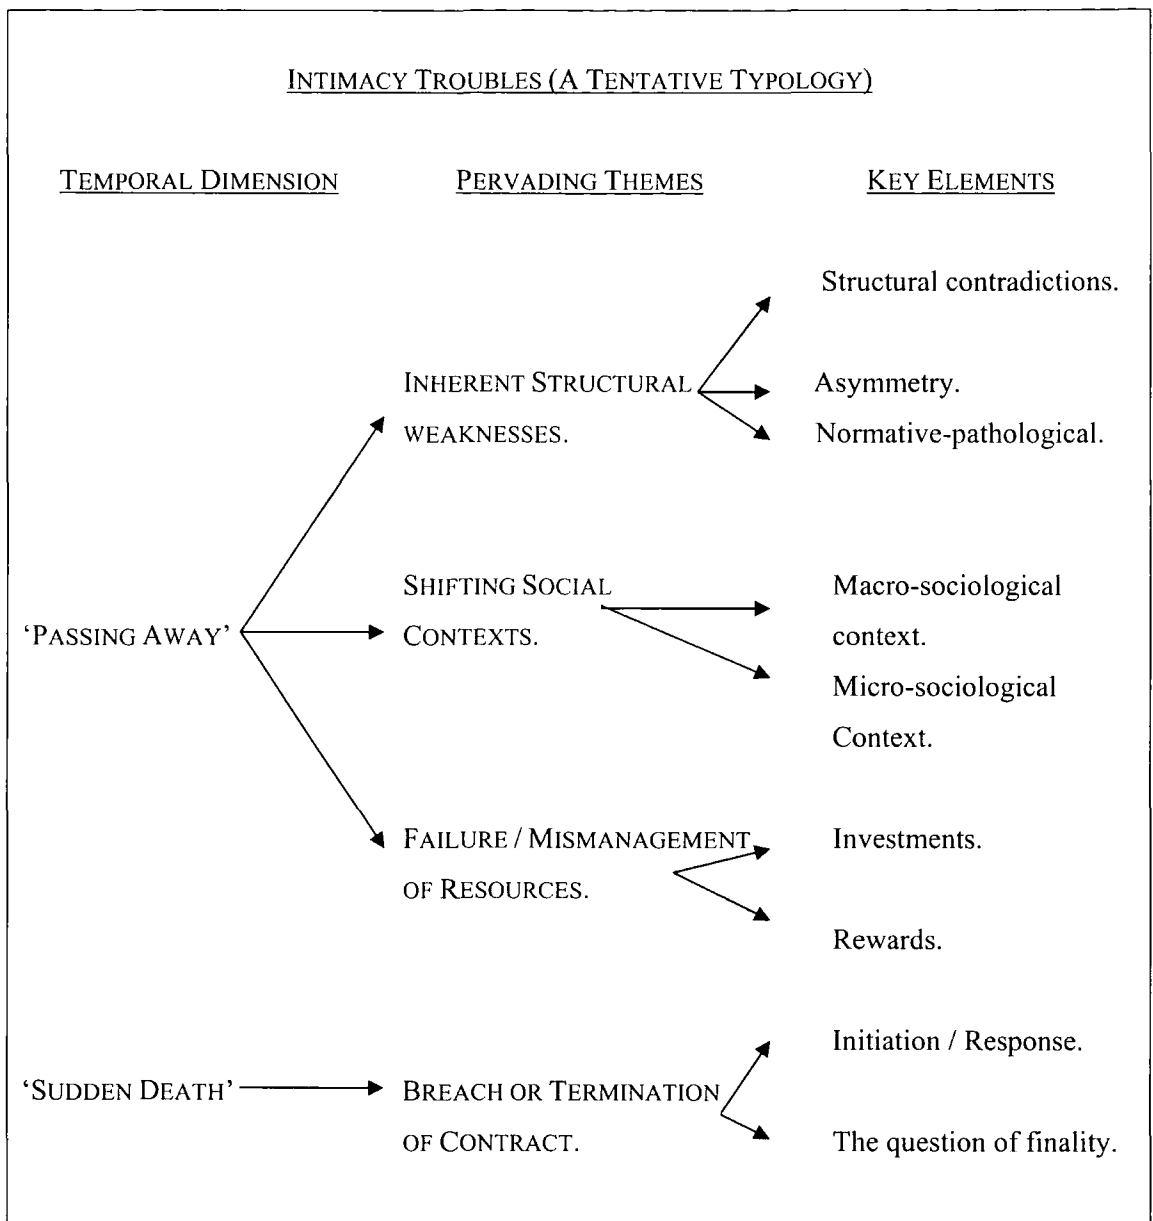 INTIMACY TROUBLES (A TENTATIVE TYPOLOGY)
TEMPORAL DIMENSION
PERVADING THEMES
KEY ELEMENTS
Structural contradictions.
INHERENT STRUCTURAL
WEAKNESSES.
Asymmetry.
Normative-pathological.
'PASSING AWAY'
SHIFTING SOCIAL
CONTEXTS.
Macro-sociological
context.
Micro-sociological
Context.
FAILURE / MISMANAGEMENT
OF RESOURCES.
Investments.
Rewards.
'SUDDEN DEATH'
BREACH OR TERMINATION
OF CONTRACT.
Initiation / Response.
The question of finality.